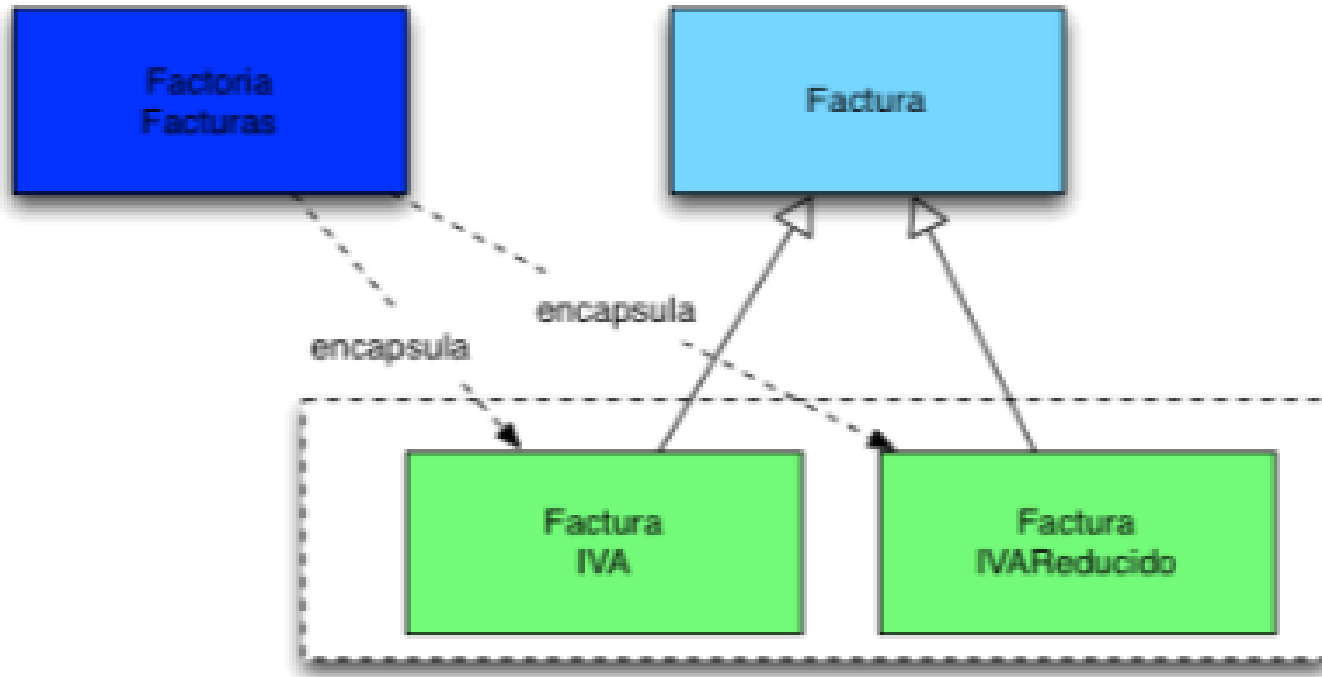 Factoria
Facturas
Factura
encapsula
encapsula
Factura
IVA
Factura
IVAReducido